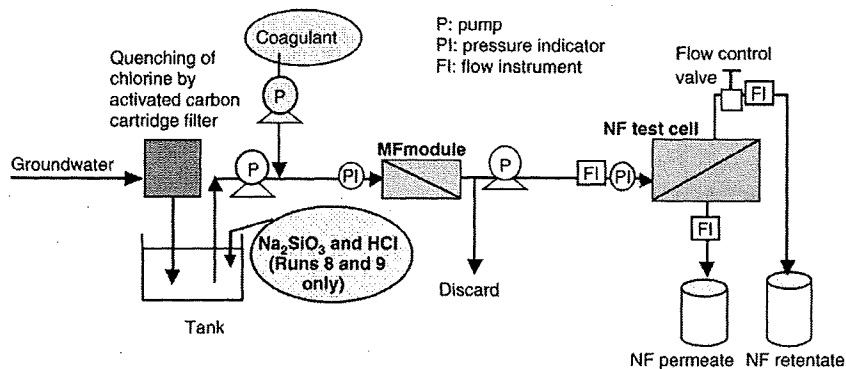 Coagulant
P: pump
PI: pressure indicator
FI: flow instrument
Quenching of
chlorine by
activated carbon
cartridge filter
Flow control
valve
FI
P
NF test cell
MFmodule
Groundwater
P
PI
P
FI
PI
FI
Na₂SiO₃ and HCl
(Runs 8 and 9
only)
Discard
Tank
NF permeate
NF retentate